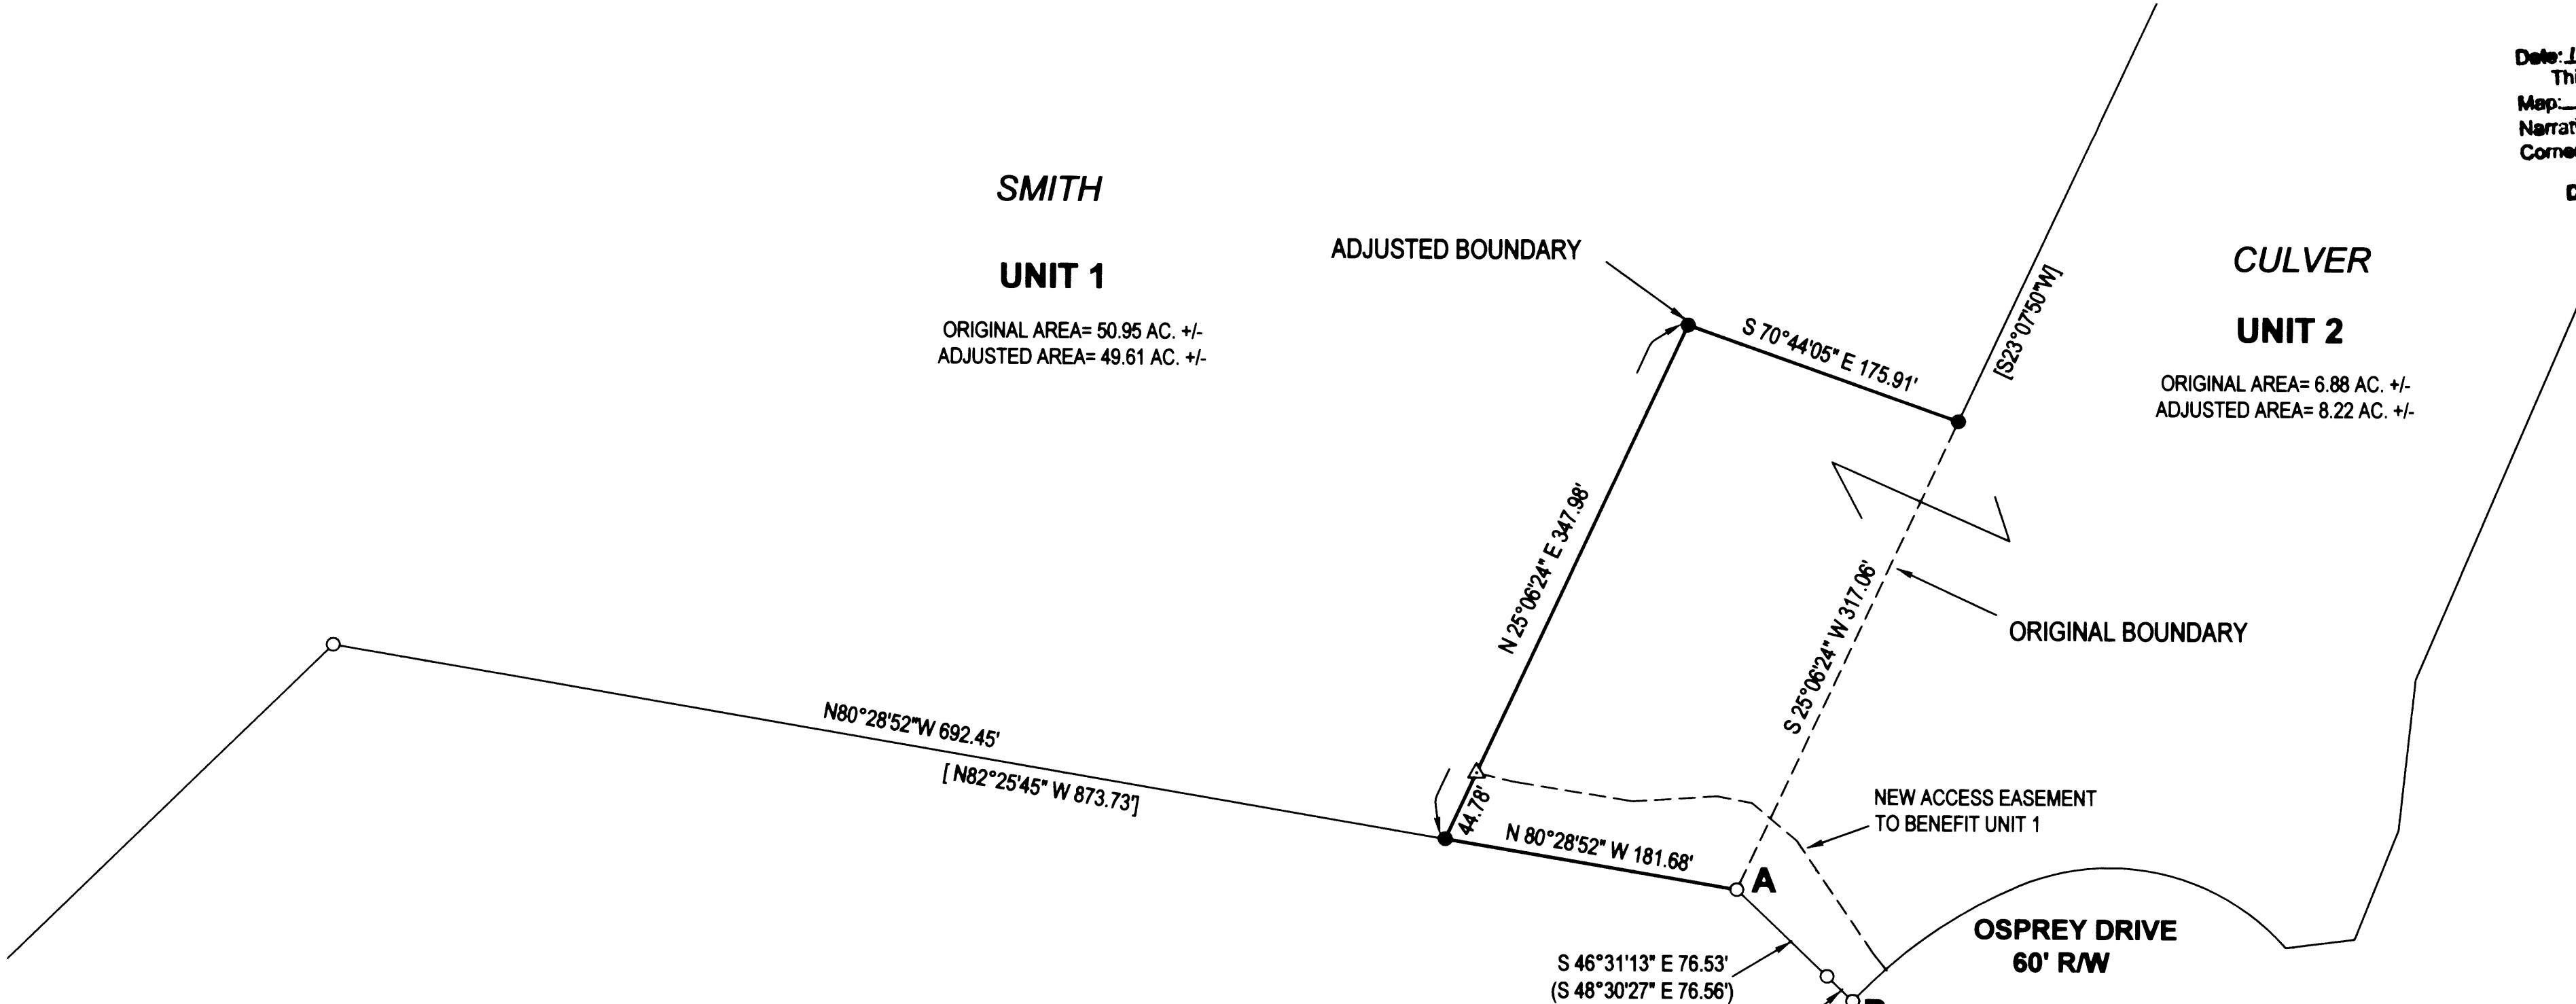 SMITH
UNIT 1
ORIGINAL AREA= 50.95 AC. +/-
ADJUSTED AREA= 49.61 AC. +/-
ADJUSTED BOUNDARY
S 70°44'05" E 175.91'
[S23°07'50"W]
CULVER
UNIT 2
ORIGINAL AREA= 6.88 AC. +/-
ADJUSTED AREA= 8.22 AC. +/-
Date:
Map:
N 25°06'24" E 347.98'
S 25°06'24" W 317.06'
ORIGINAL BOUNDARY
N80°28'52"W 692.45'
[ N82°25'45" W 873.73']
44.78'
N 80°28'52" W 181.68'
A
NEW ACCESS EASEMENT
TO BENEFIT UNIT 1
OSPREY DRIVE
60' R/W
S 46°31'13" E 76.53'
(S 48°30'27" E 76.56')